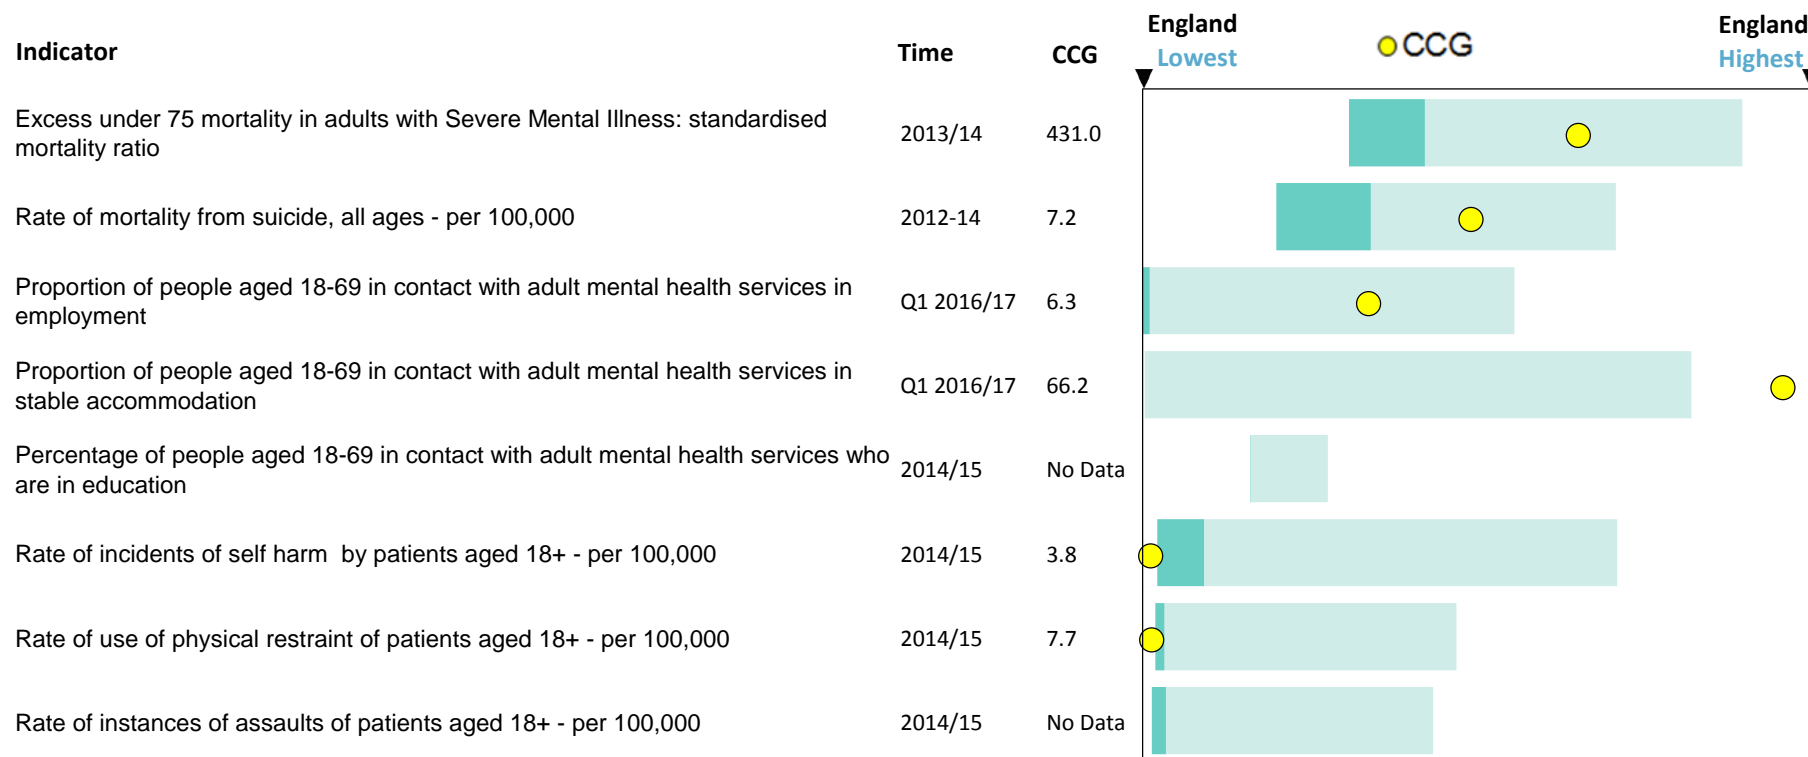 England
England
Indicator
Time
CCG
Lowest
CCG
Highest
Excess under 75 mortality in adults with Severe Mental Illness: standardised
mortality ratio
2013/14
431.0
Rate of mortality from suicide, all ages - per 100,000
2012-14
7.2
Proportion of people aged 18-69 in contact with adult mental health services in
employment
Q1 2016/17
6.3
Proportion of people aged 18-69 in contact with adult mental health services in
stable accommodation
Q1 2016/17
66.2
Percentage of people aged 18-69 in contact with adult mental health services who
are in education
2014/15
No Data
Rate of incidents of self harm  by patients aged 18+ - per 100,000
2014/15
3.8
Rate of use of physical restraint of patients aged 18+ - per 100,000
2014/15
7.7
Rate of instances of assaults of patients aged 18+ - per 100,000
2014/15
No Data